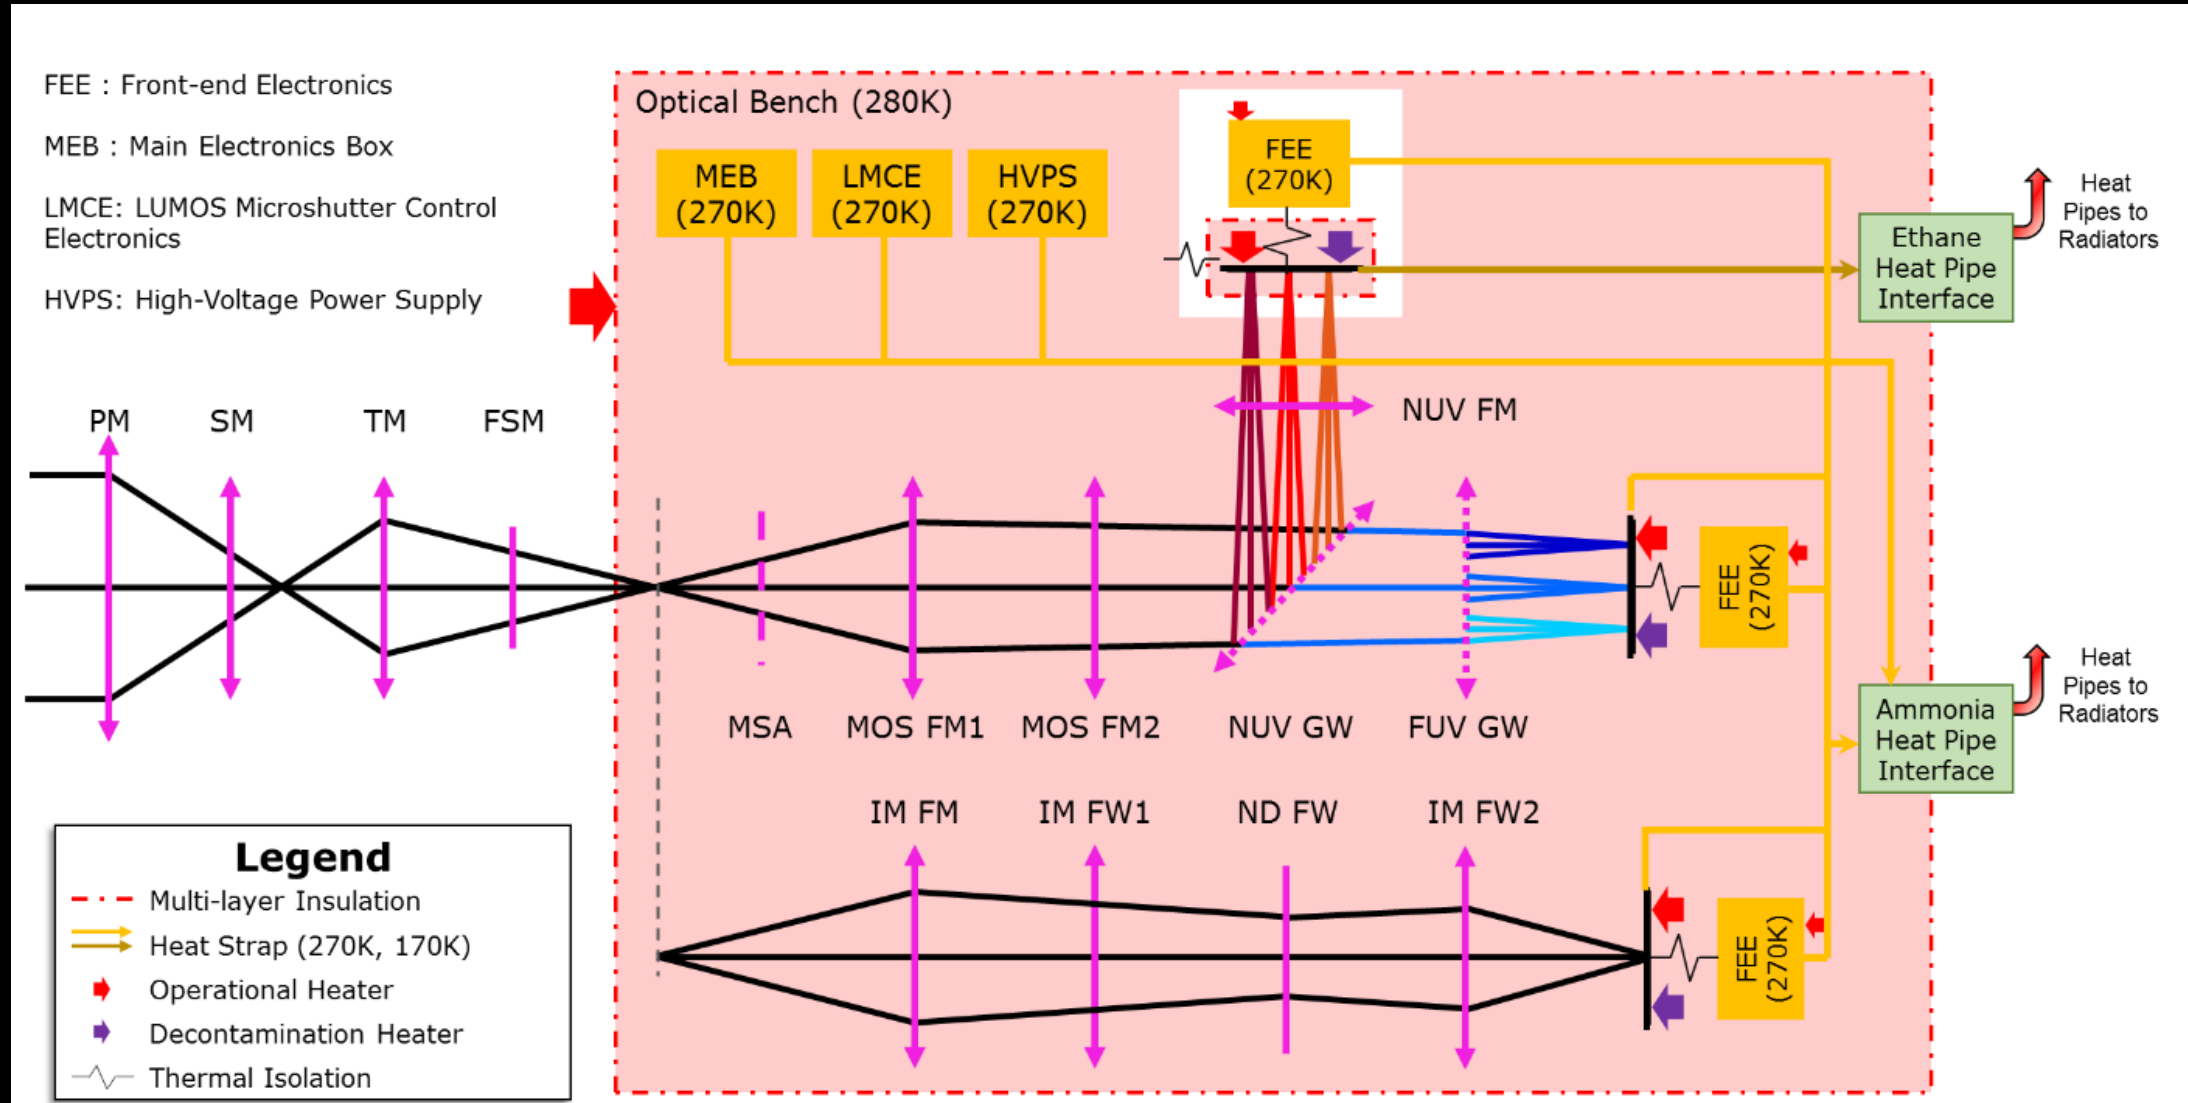 FEE : Front-end Electronics
MEB : Main Electronics Box
LMCE: LUMOS Microshutter Control
Electronics
HVPS: High-Voltage Power Supply
Optical Bench (280K)
MEB
(270K)
LMCE
(270K)
HVPS
(270K)
FEE
(270K)
Ethane
Heat Pipe
Interface
Heat
Pipes to
Radiators
PM
SM
TM
FSM
NUV FM
FEE
(270K)
MSA
MOS FM1
MOS FM2
NUV GW
FUV GW
Ammonia
Heat Pipe
Interface
Heat
Pipes to
Radiators
IM FM
IM FW1
ND FW
IM FW2
FEE
(270K)
Legend
Multi-layer Insulation
Heat Strap (270K, 170K)
Operational Heater
Decontamination Heater
Thermal Isolation